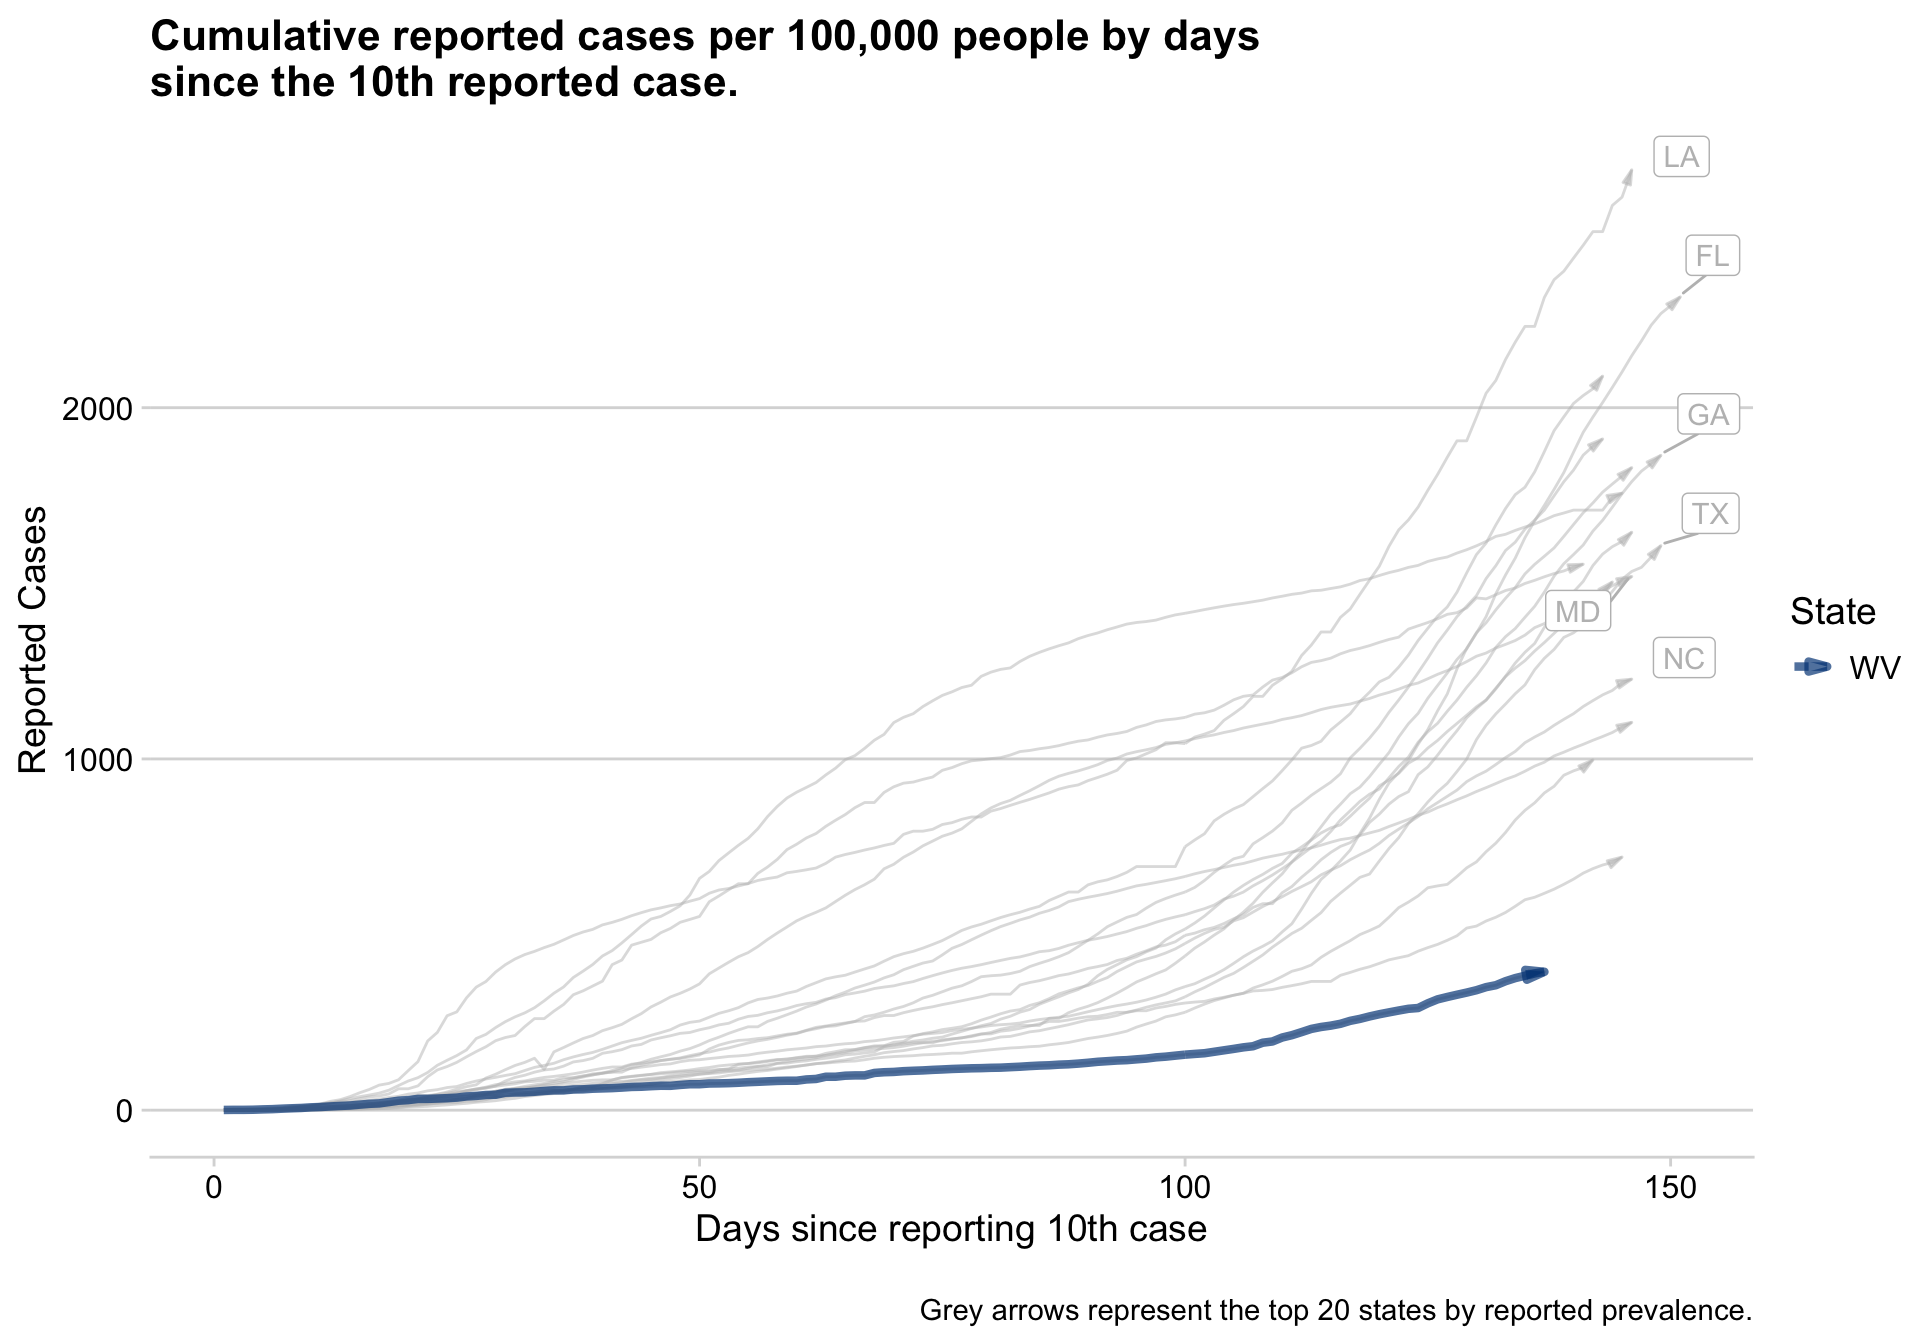 Cumulative reported cases per 100,000 people by days
since the 10th reported case.
LA
FL
GA
TX
MD
NC
2000
1000
0
Reported Cases
0 50 100 150
Days since reporting 10th case
State
WV
Grey arrows represent the top 20 states by reported prevalence.